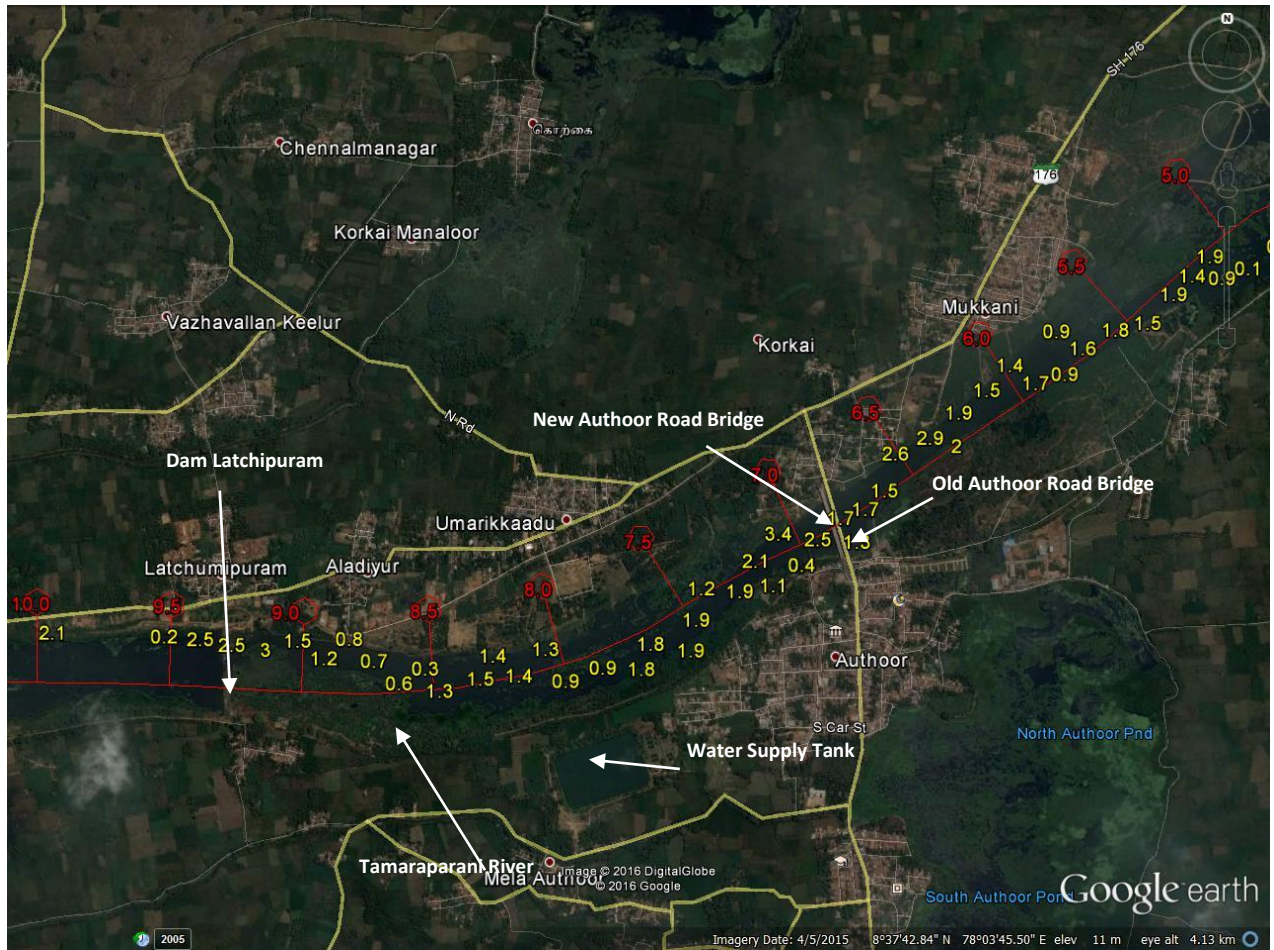 N
SH 176
கொற்கை
Chennalmanagar
176
5.0
Korkai Manaloor
1.9
1.4
0.9
0.1
5.5
1.9
Vazhavallan Keelur
Mukkani
0.9
1.8
1.5
Korkai
6.0
1.6
1.4
0.9
1.5
1.7
N Rd
New Authoor Road Bridge
6.5
1.9
2.9
2
2.6
Dam Latchipuram
7.0
Old Authoor Road Bridge
1.5
1.7
1.7
Umarikkaadu
7.5
3.4
2.5
1.5
2.1
0.4
Latchumipuram
Aladiyur
8.0
1.2
1.9
1.1
10.0
9.5
9.0
8.5
1.9
2.1
0.2
2.5
2.5
3
1.5
0.8
1.2
0.7
0.3
1.4
1.3
1.8
1.9
0.6
1.3
1.5
1.4
0.9
0.9
1.8
Authoor
S Car St
North Authoor Pnd
Water Supply Tank
Tamaraparani River
Mela Authoor
Image © 2016 DigitalGlobe
© 2016 Google
South Authoor Pond
Google earth
2005
Imagery Date: 4/5/2015 8°37'42.84" N 78°03'45.50" E elev 11 m eye alt 4.13 km